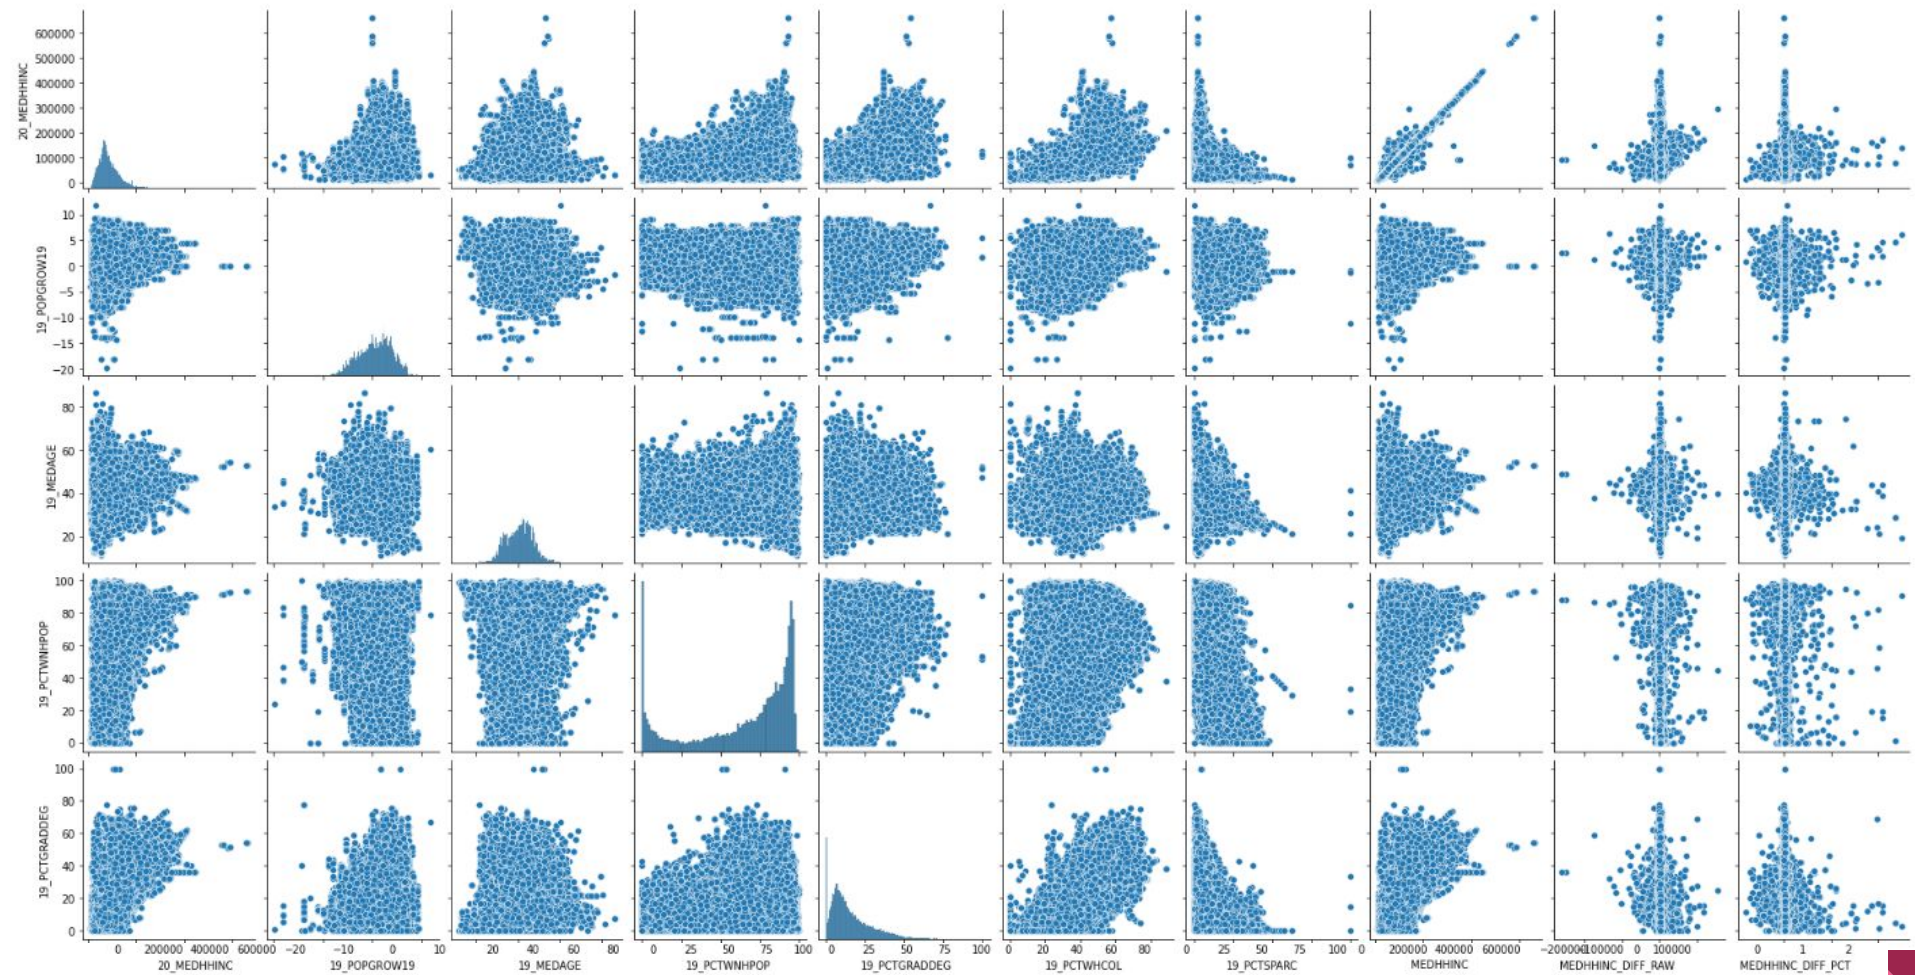 20_MEDHHINC
600000
500000
400000
300000
200000
100000
0
19_POPGROW19
10
5
0
−5
−10
−15
−20
19_MEDAGE
80
60
40
20
19_PCTWNHPOP
100
80
60
40
20
0
19_PCTGRADDEG
100
80
60
40
20
0
0 200000 400000 600000
−20 −10 0 10
20 40 60 80
0 25 50 75 100
0 25 50 75 100
0 20 40 60 80
0 25 50 75 100
200000 400000 600000
−200000 −100000 0 100000
0 1 2
20_MEDHHINC 19_POPGROW19 19_MEDAGE 19_PCTWNHPOP 19_PCTGRADDEG 19_PCTWHCOL 19_PCTSPARC MEDHHINC MEDHHINC_DIFF_RAW MEDHHINC_DIFF_PCT